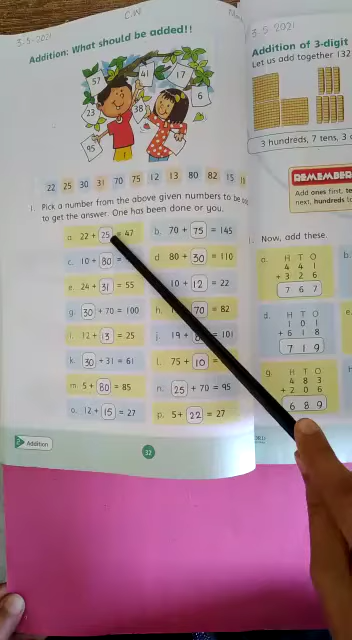 3-5-2021
C.W
Addition: What should be added!!
57
41
17
6
23
38
95
22 25 30 31 70 75 12 13 80 82 15
1. Pick a number from the above given numbers to be
to get the answer. One has been done or you.
a. 22 + 25 = 47
b. 70 + 75 = 145
c. 10 + 80 =
d 80 + 30 = 110
e. 24 + 31 = 55
10 + 12 = 22
g. 30 + 70 = 100
h. 70 = 82
12 + 13 = 25
19 + = 101
k. 30 + 31 = 61
l. 75 + 10 =
m. 5 + 80 = 85
n. 25 + 70 = 95
o. 12 + 15 = 27
p. 5+ 22 = 27
Addition
32
3-5-2021
Addition of 3-digit
Let us add together 132
3 hundreds, 7 tens, 3
REMEMBER
Add ones first,
next, hundreds
1. Now, add these.
a. H T O
4 4 1
+ 3 2 6
7 6 7
b.
d. H T O
1 0 1
+ 6 1 8
7 1 9
e.
g. H T O
4 8 3
+ 2 0 6
6 8 9